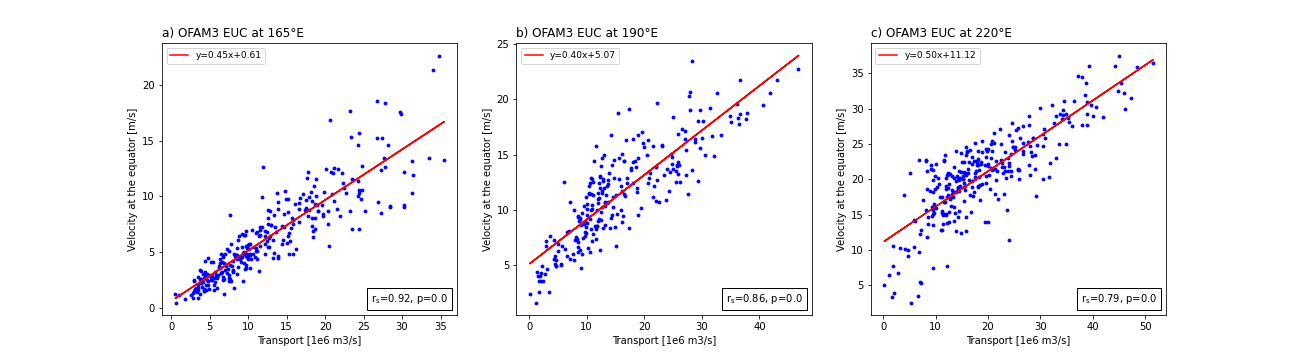 a) OFAM3 EUC at 165°E
y=0.45x+0.61
Velocity at the equator [m/s]
20
15
10
5
0
0 5 10 15 20 25 30 35
Transport [1e6 m3/s]
rs=0.92, p=0.0
b) OFAM3 EUC at 190°E
y=0.40x+5.07
Velocity at the equator [m/s]
25
20
15
10
5
0 10 20 30 40
Transport [1e6 m3/s]
rs=0.86, p=0.0
c) OFAM3 EUC at 220°E
y=0.50x+11.12
Velocity at the equator [m/s]
35
30
25
20
15
10
5
0 10 20 30 40 50
Transport [1e6 m3/s]
rs=0.79, p=0.0